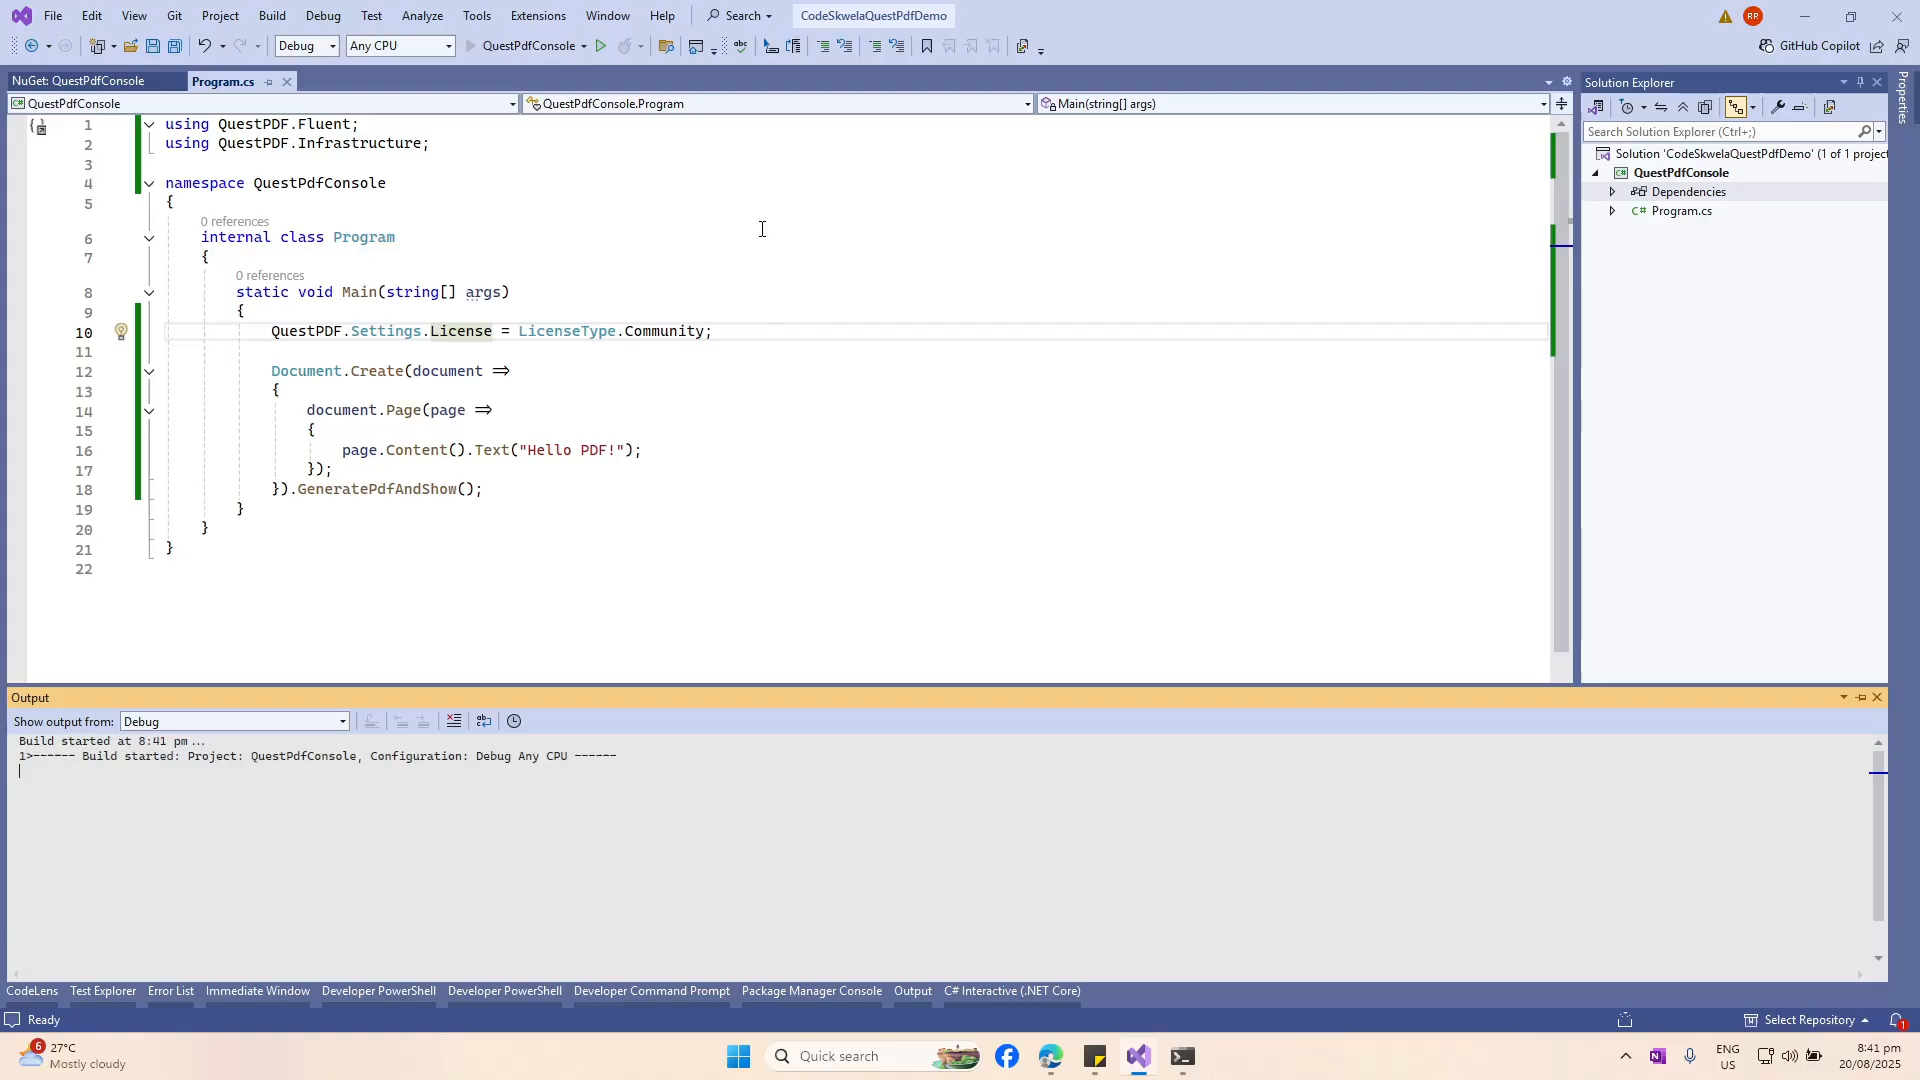 File Edit View Git Project Build Debug Test Analyze Tools Extensions Window Help Search CodeSkwelaQuestPdfDemo RR
Debug Any CPU QuestPdfConsole GitHub Copilot
NuGet: QuestPdfConsole Program.cs
QuestPdfConsole QuestPdfConsole.Program Main(string[] args)
1 using QuestPDF.Fluent;
2 using QuestPDF.Infrastructure;
3
4 namespace QuestPdfConsole
5 {
0 references
6 internal class Program
7 {
0 references
8 static void Main(string[] args)
9 {
10 QuestPDF.Settings.License = LicenseType.Community;
11
12 Document.Create(document =>
13 {
14 document.Page(page =>
15 {
16 page.Content().Text("Hello PDF!");
17 });
18 }).GeneratePdfAndShow();
19 }
20 }
21 }
22
Solution Explorer
Search Solution Explorer (Ctrl+;)
Solution 'CodeSkwelaQuestPdfDemo' (1 of 1 project
QuestPdfConsole
Dependencies
C# Program.cs
Properties
Output
Show output from: Debug
Build started at 8:41 pm...
1>------ Build started: Project: QuestPdfConsole, Configuration: Debug Any CPU ------
CodeLens Test Explorer Error List Immediate Window Developer PowerShell Developer PowerShell Developer Command Prompt Package Manager Console Output C# Interactive (.NET Core)
Ready Select Repository 1
6 27°C
Mostly cloudy
Quick search
ENG
US
8:41 pm
20/08/2025